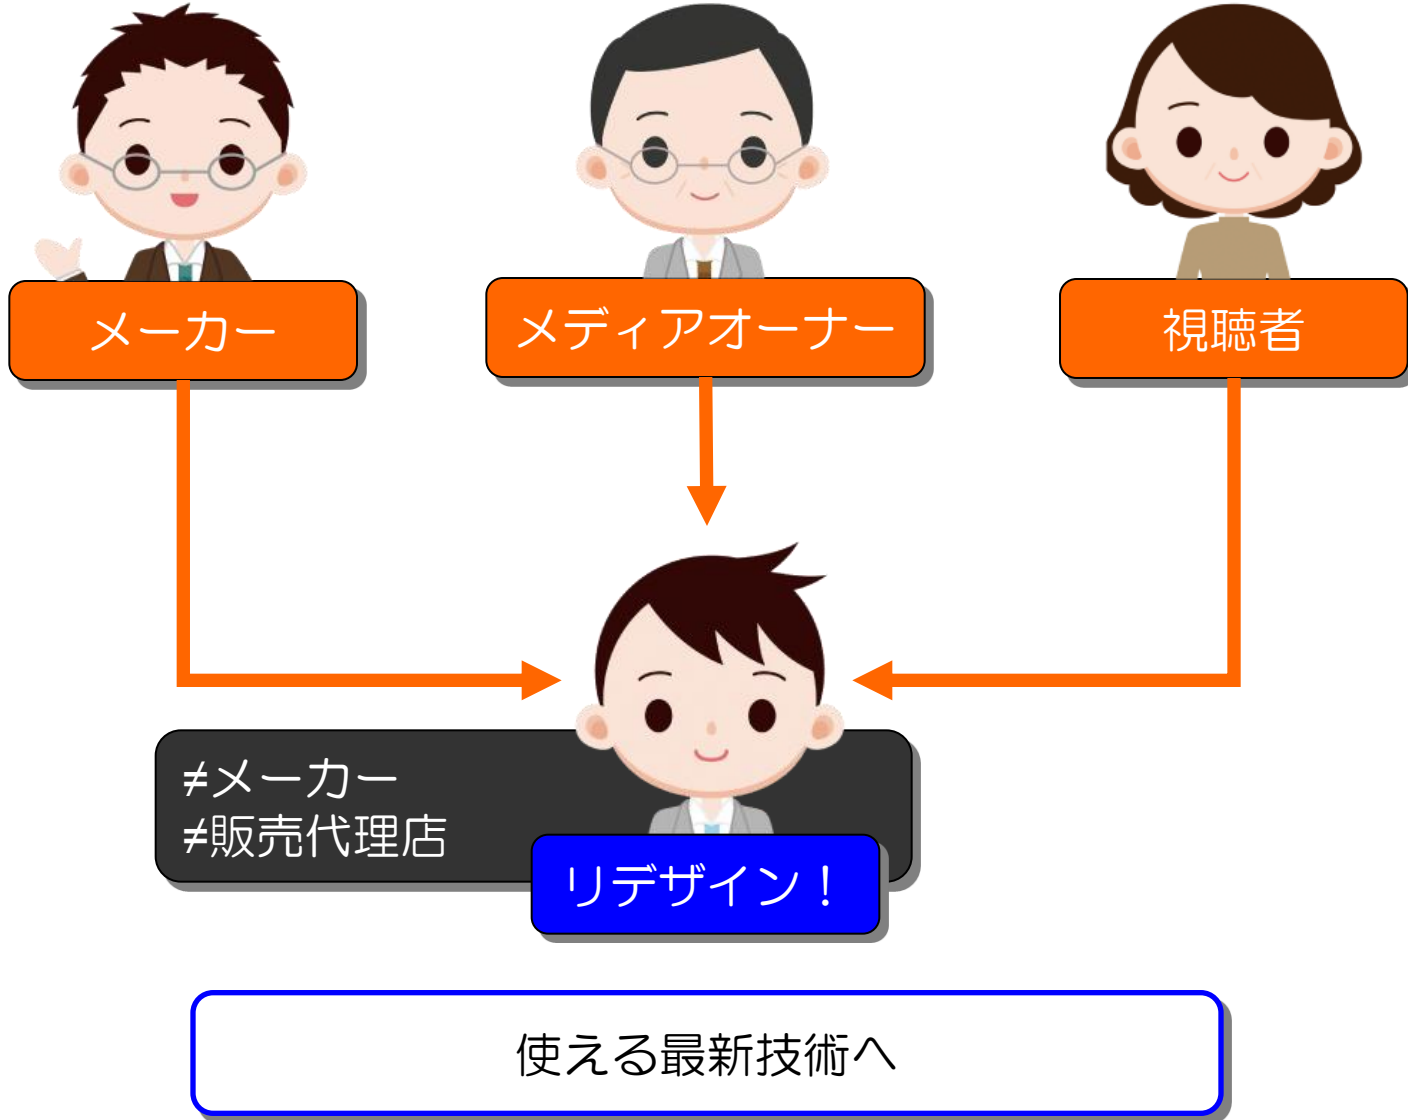 メーカー
メディアオーナー
視聴者
≠メーカー
≠販売代理店
リデザイン！
使える最新技術へ